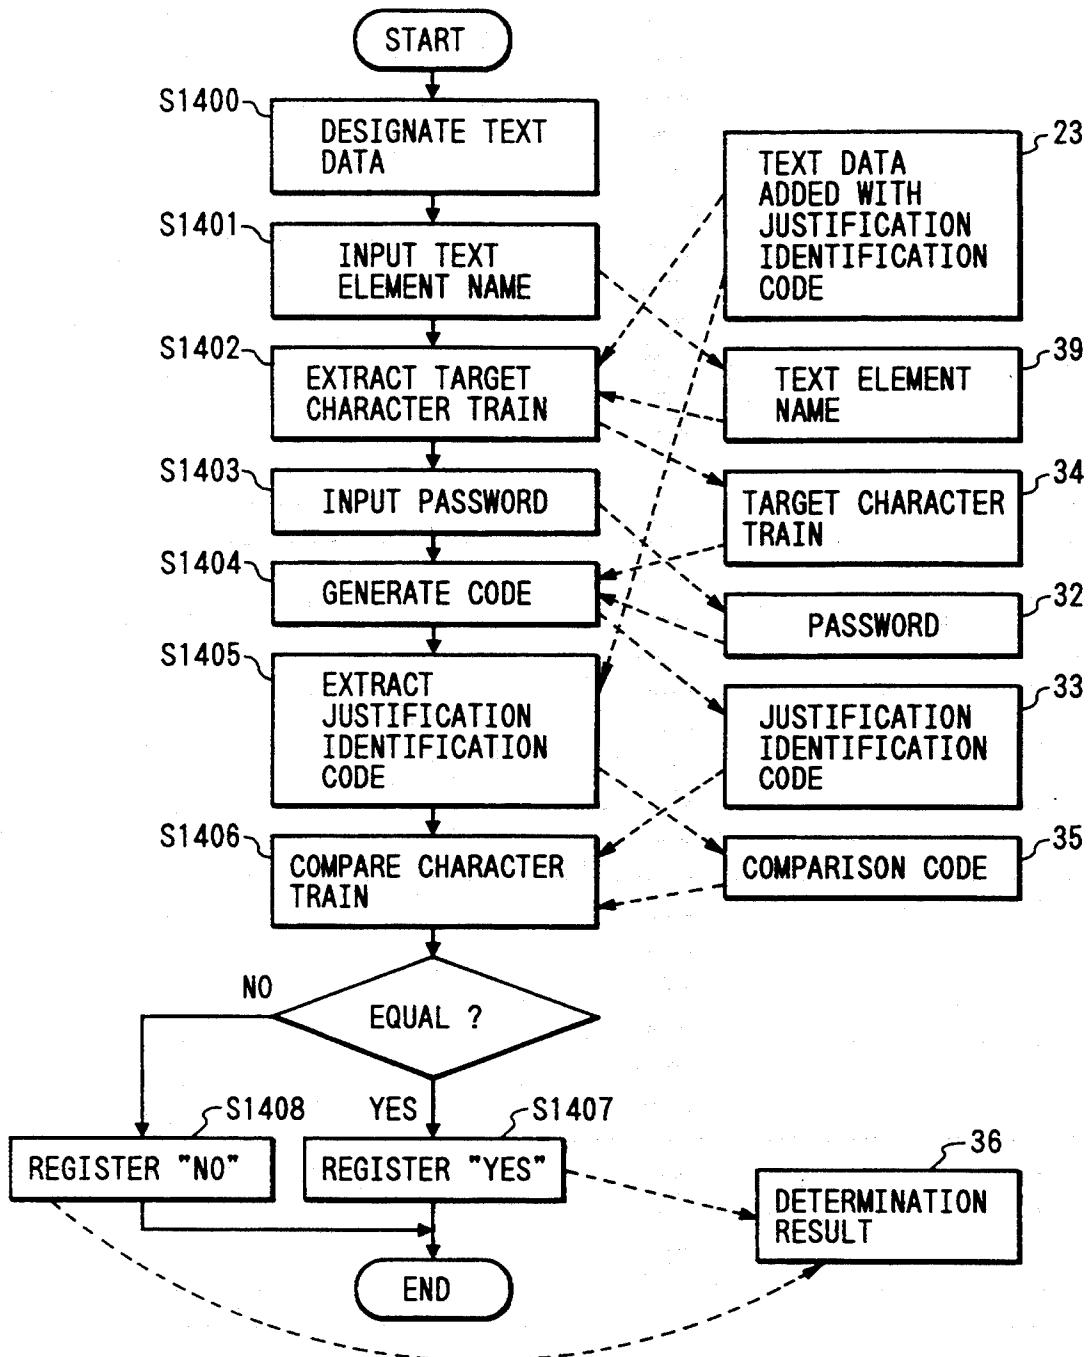 START
S1400
DESIGNATE TEXT
DATA
23
TEXT DATA
ADDED WITH
JUSTIFICATION
IDENTIFICATION
CODE
S1401
INPUT TEXT
ELEMENT NAME
S1402
EXTRACT TARGET
CHARACTER TRAIN
39
TEXT ELEMENT
NAME
S1403
INPUT PASSWORD
34
TARGET CHARACTER
TRAIN
S1404
GENERATE CODE
32
PASSWORD
S1405
EXTRACT
JUSTIFICATION
IDENTIFICATION
CODE
33
JUSTIFICATION
IDENTIFICATION
CODE
S1406
COMPARE CHARACTER
TRAIN
35
COMPARISON CODE
NO
EQUAL ?
YES
S1408
REGISTER "NO"
S1407
REGISTER "YES"
36
DETERMINATION
RESULT
END